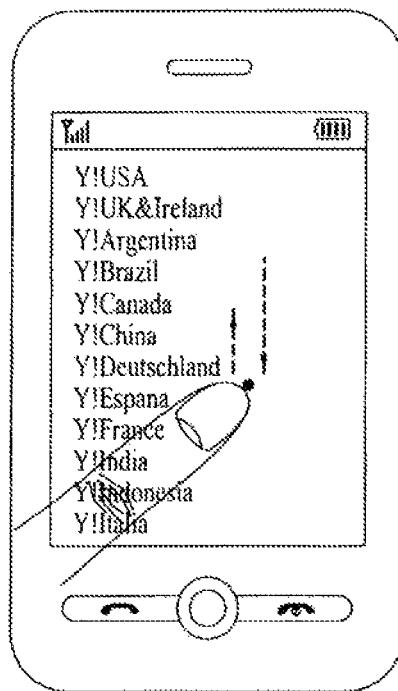 Y!USA
Y!UK&Ireland
Y!Argentina
Y!Brazil
Y!Canada
Y!China
Y!Deutschland
Y!Espana
Y!France
Y!India
Y!Indonesia
Y!Italia